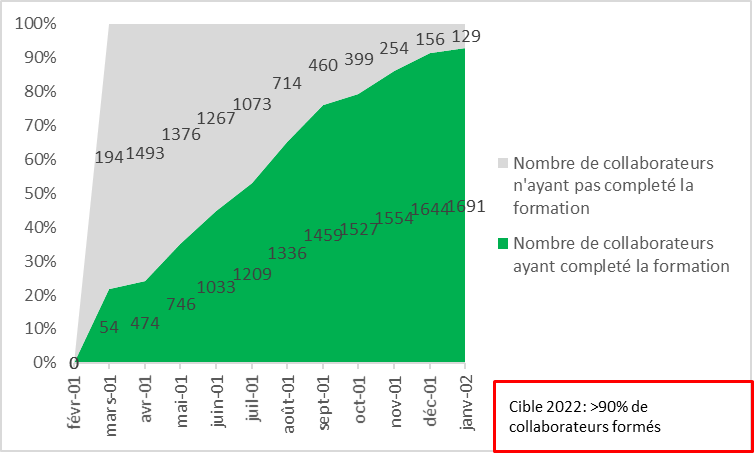 100%
90%
80%
70%
60%
50%
40%
30%
20%
10%
0%
194 1493 1376 1267 1073 714 460 399 254 156 129
0 54 474 746 1033 1209 1336 1459 1527 1554 1644 1691
févr-01 mars-01 avr-01 mai-01 juin-01 juil-01 août-01 sept-01 oct-01 nov-01 déc-01 janv-02
Nombre de collaborateurs
n'ayant pas completé la
formation
Nombre de collaborateurs
ayant completé la formation
Cible 2022: >90% de
collaborateurs formés